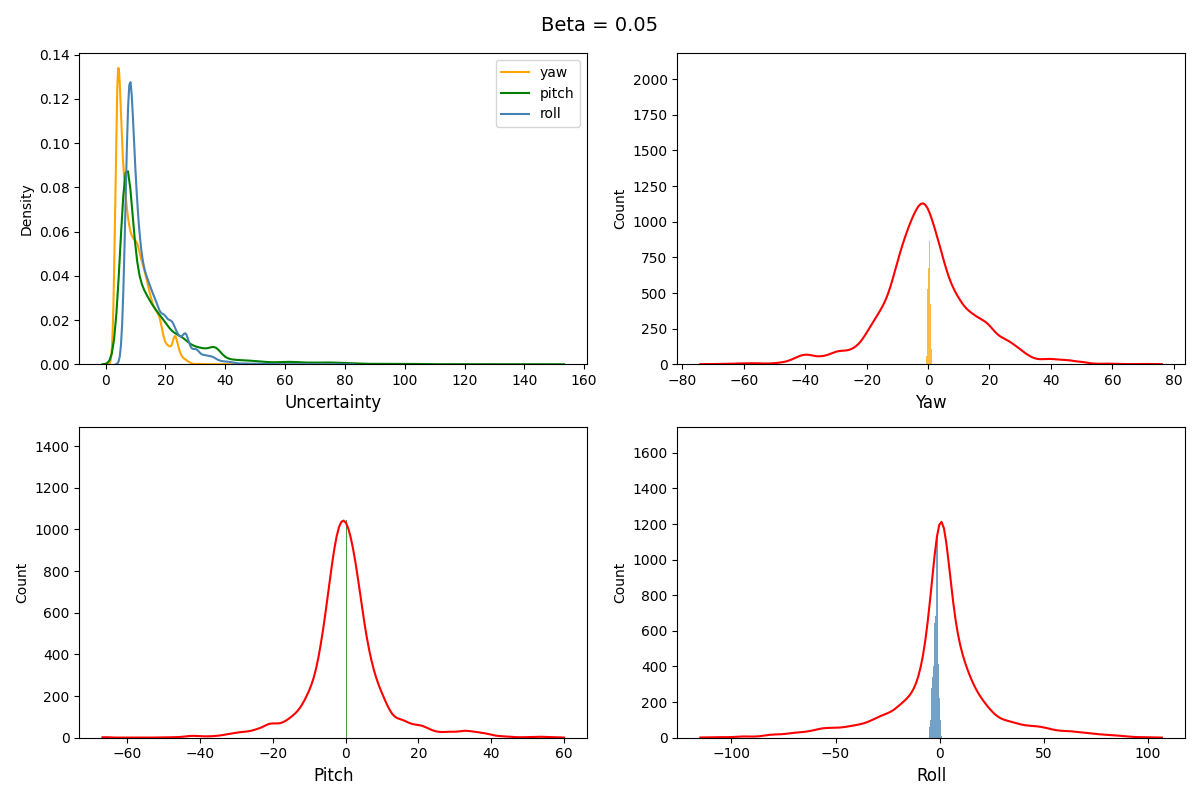 Beta = 0.05
0.14
0.12
0.10
0.08
0.06
0.04
0.02
0.00
Density
yaw
pitch
roll
0 20 40 60 80 100 120 140 160
Uncertainty
2000
1750
1500
1250
1000
750
500
250
0
Count
−80 −60 −40 −20 0 20 40 60 80
Yaw
1400
1200
1000
800
600
400
200
0
Count
−60 −40 −20 0 20 40 60
Pitch
1600
1400
1200
1000
800
600
400
200
0
Count
−100 −50 0 50 100
Roll